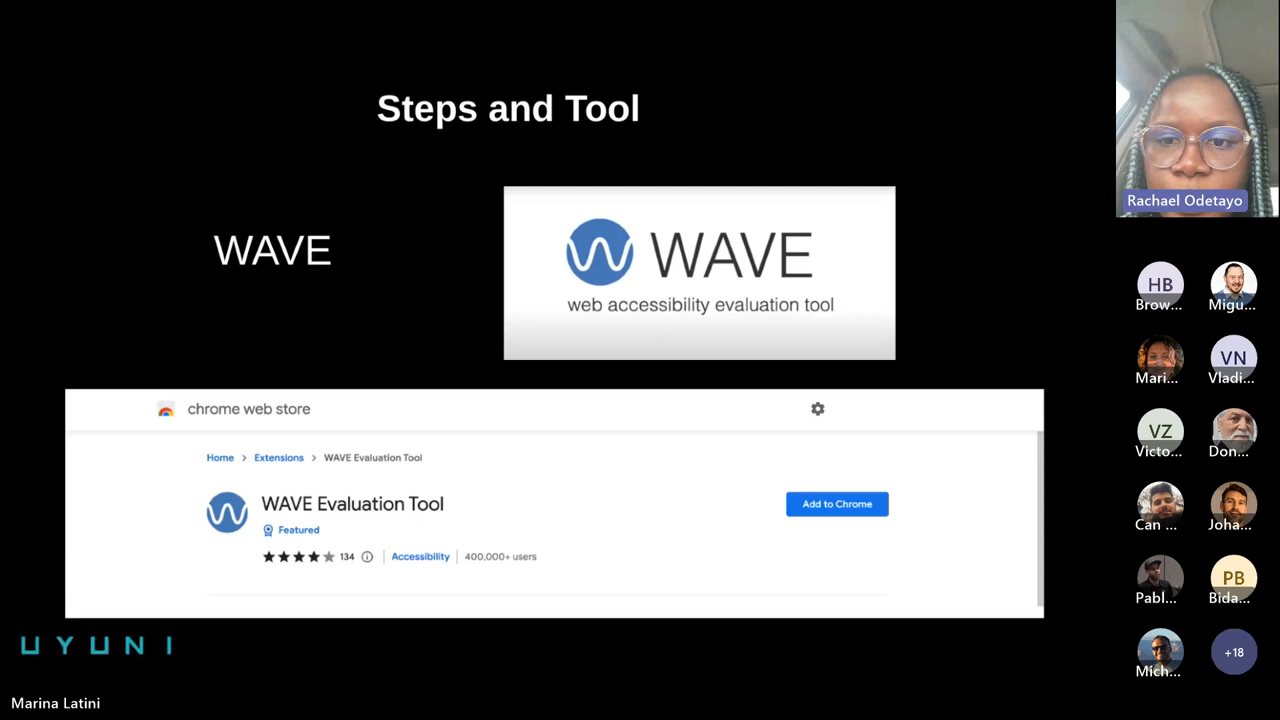 Steps and Tool
WAVE
WAVE
web accessibility evaluation tool
chrome web store
Home > Extensions > WAVE Evaluation Tool
WAVE Evaluation Tool
Add to Chrome
Featured
134 | Accessibility | 400,000+ users
UYUNI
Marina Latini
Rachael Odetayo
HB
Brow... Migu...
VN
Mari... Vladi...
VZ
Victo... Don...
Can ... Joha...
PB
Pabl... Bida...
+18
Mich...